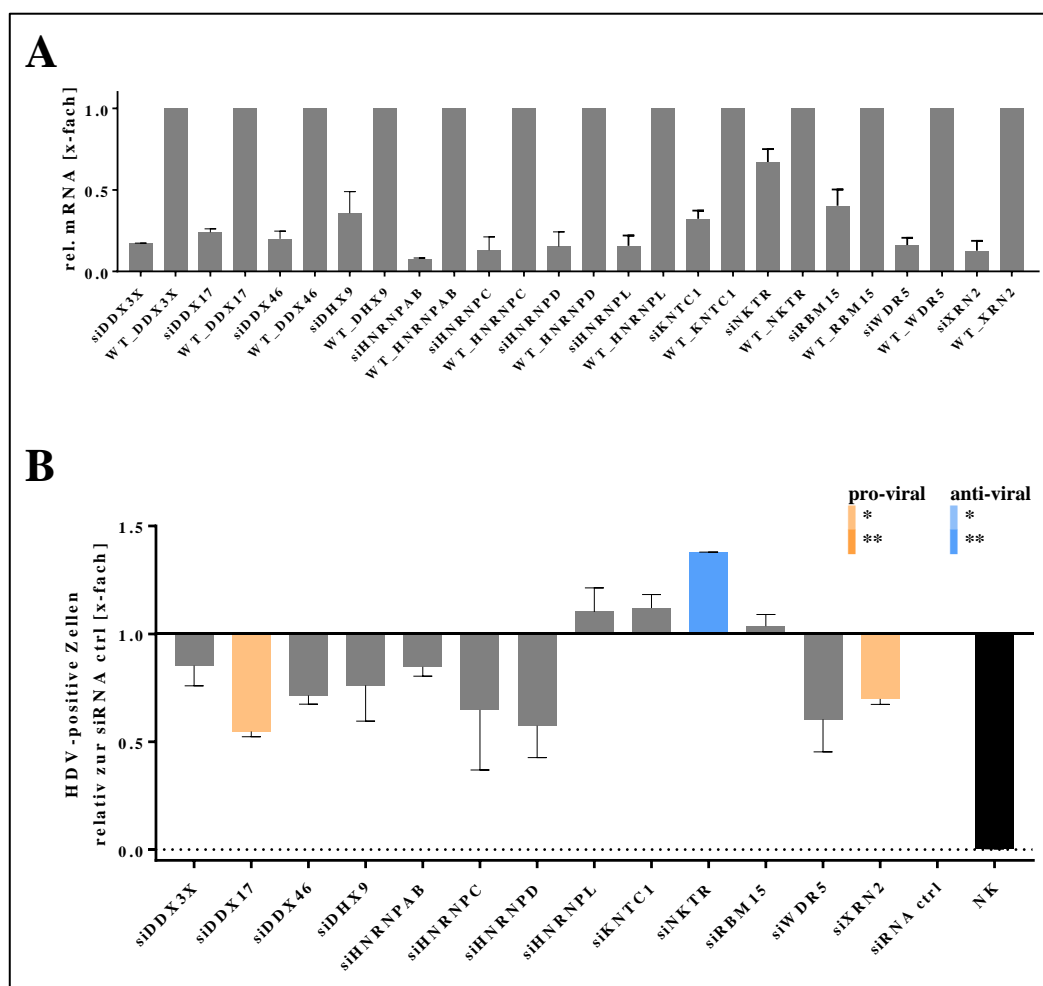 A
rel. mRNA [x-fach]
1.0
0.5
0.0
siDDX3X
WT_DDX3X
siDDX17
WT_DDX17
siDDX46
WT_DDX46
siDHX9
WT_DHX9
siHNRNPAB
WT_HNRNPAB
siHNRNPC
WT_HNRNPC
siHNRNPD
WT_HNRNPD
siHNRNPL
WT_HNRNPL
siKNTC1
WT_KNTC1
siNKTR
WT_NKTR
siRBM15
WT_RBM15
siWDR5
WT_WDR5
siXRN2
WT_XRN2
B
pro-viral anti-viral
* *
** **
HDV-positive Zellen
relativ zur siRNA ctrl [x-fach]
1.5
1.0
0.5
0.0
siDDX3X
siDDX17
siDDX46
siDHX9
siHNRNPAB
siHNRNPC
siHNRNPD
siHNRNPL
siKNTC1
siNKTR
siRBM15
siWDR5
siXRN2
siRNA ctrl
NK